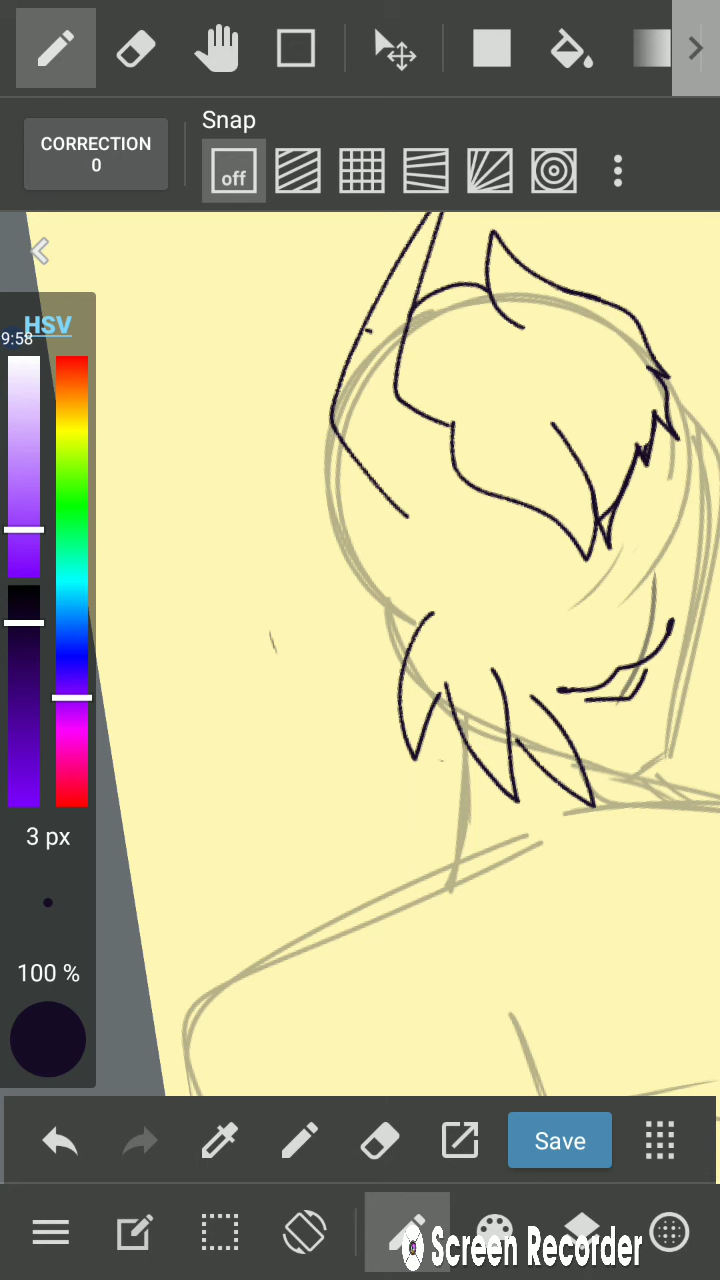 Snap
CORRECTION
0
off
HSV
9:58
3 px
100 %
Save
Screen Recorder